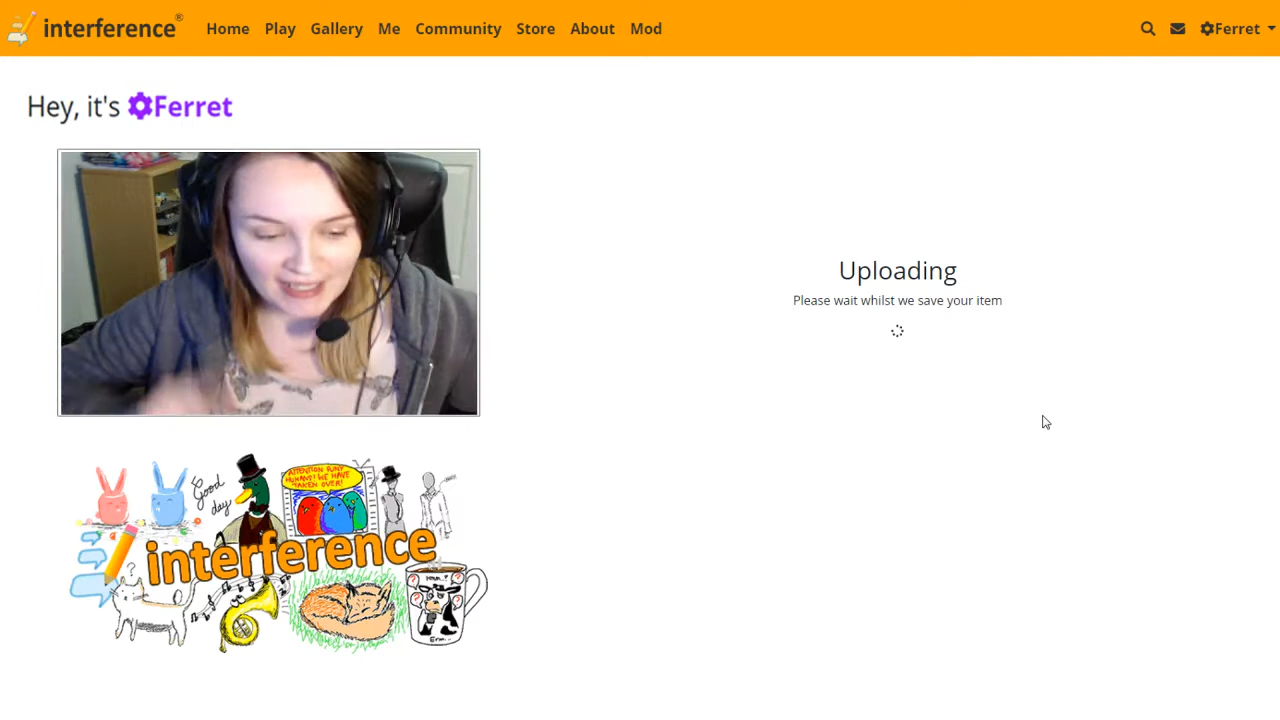 interference®
Home Play Gallery Me Community Store About Mod
Ferret
Hey, it's Ferret
Uploading
Please wait whilst we save your item
Good day
ATTENTION PUNY HUMANS! WE HAVE TAKEN OVER!
interference
Erm...